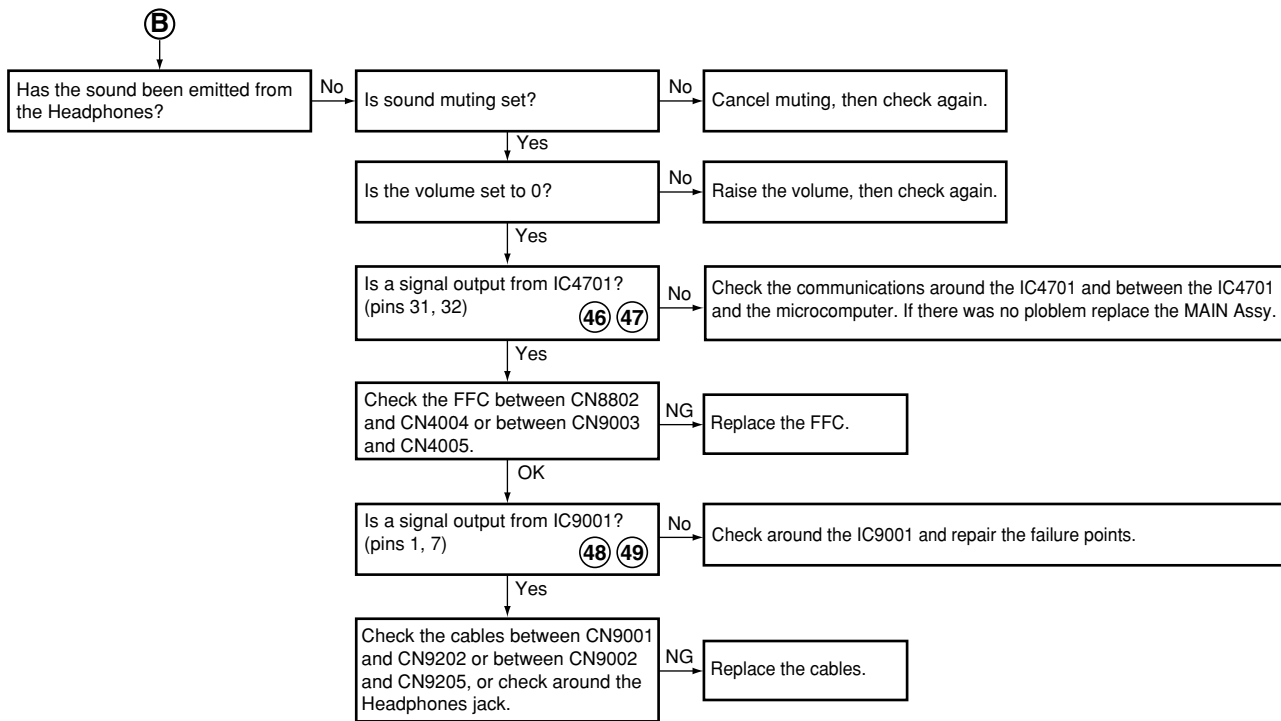 B
Has the sound been emitted from
the Headphones?
No
Is sound muting set?
No
Cancel muting, then check again.
Yes
Is the volume set to 0?
No
Raise the volume, then check again.
Yes
Is a signal output from IC4701?
(pins 31, 32)
46 47
No
Check the communications around the IC4701 and between the IC4701
and the microcomputer. If there was no ploblem replace the MAIN Assy.
Yes
Check the FFC between CN8802
and CN4004 or between CN9003
and CN4005.
NG
Replace the FFC.
OK
Is a signal output from IC9001?
(pins 1, 7)
48 49
No
Check around the IC9001 and repair the failure points.
Yes
Check the cables between CN9001
and CN9202 or between CN9002
and CN9205, or check around the
Headphones jack.
NG
Replace the cables.